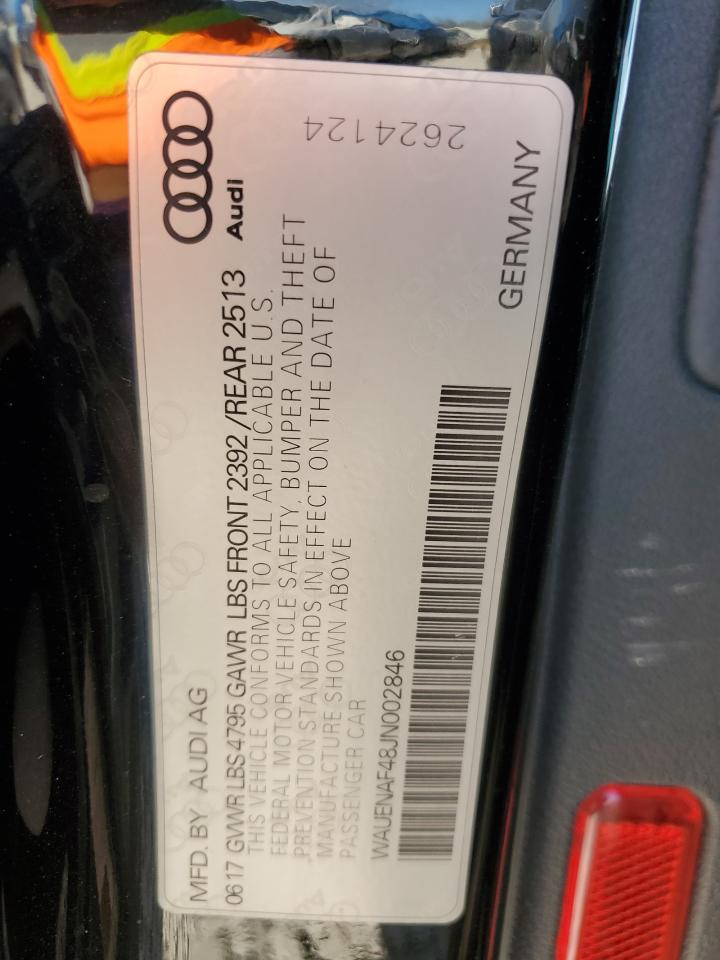 MFD. BY AUDI AG
0617 GVWR LBS 4795 GAWR LBS FRONT 2392 /REAR 2513
Audi
THIS VEHICLE CONFORMS TO ALL APPLICABLE U.S.
FEDERAL MOTOR VEHICLE SAFETY, BUMPER AND THEFT
PREVENTION STANDARDS IN EFFECT ON THE DATE OF
MANUFACTURE SHOWN ABOVE
PASSENGER CAR
2624124
WAUENAF48JN002846
GERMANY